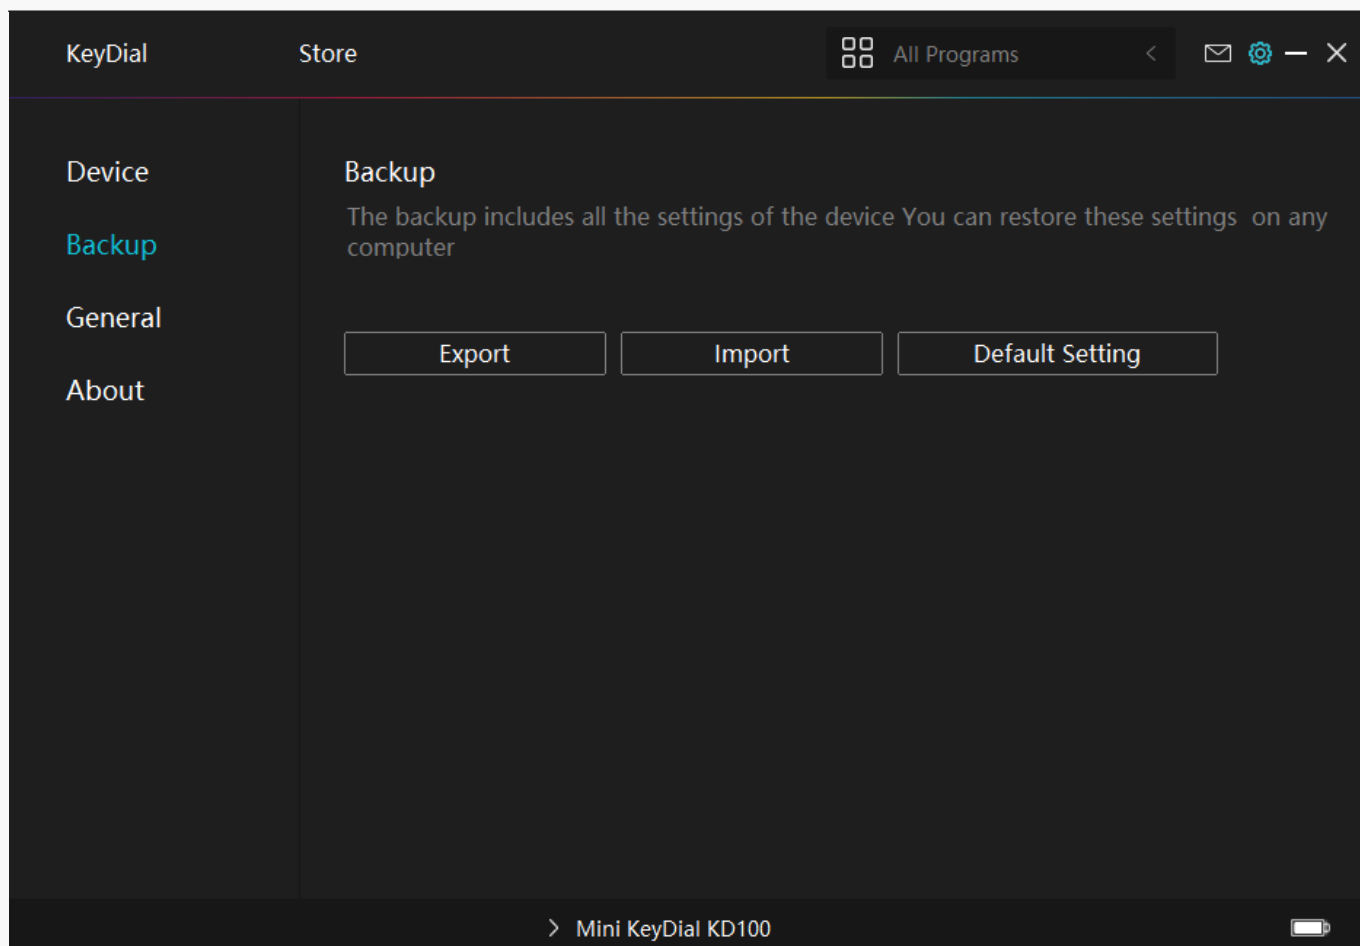 KeyDial
Store
All Programs
Device
Backup
General
About
Backup
The backup includes all the settings of the device You can restore these settings  on any
computer
Export
Import
Default Setting
Mini KeyDial KD100